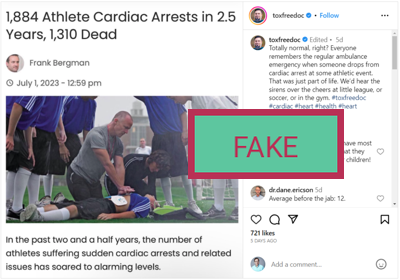 1,884 Athlete Cardiac Arrests in 2.5
Years, 1,310 Dead
Frank Bergman
July 1, 2023 - 12:59 pm
In the past two and a half years, the number of
athletes suffering sudden cardiac arrests and related
issues has soared to alarming levels.
FAKE
toxfreedoc • Follow
toxfreedoc Edited • 5d
Totally normal, right? Everyone
remembers the regular ambulance
emergency when someone drops from
cardiac arrest at some athletic event.
That was just part of life. We'd hear the
sirens over the cheers at little league, or
soccer, or in the gym. #toxfreedoc
#cardiac #heart #health #heart
have most
that they
children!
dr.dane.ericson 5d
Average before the job: 12.
721 likes
3 DAYS AGO
Add a comment...